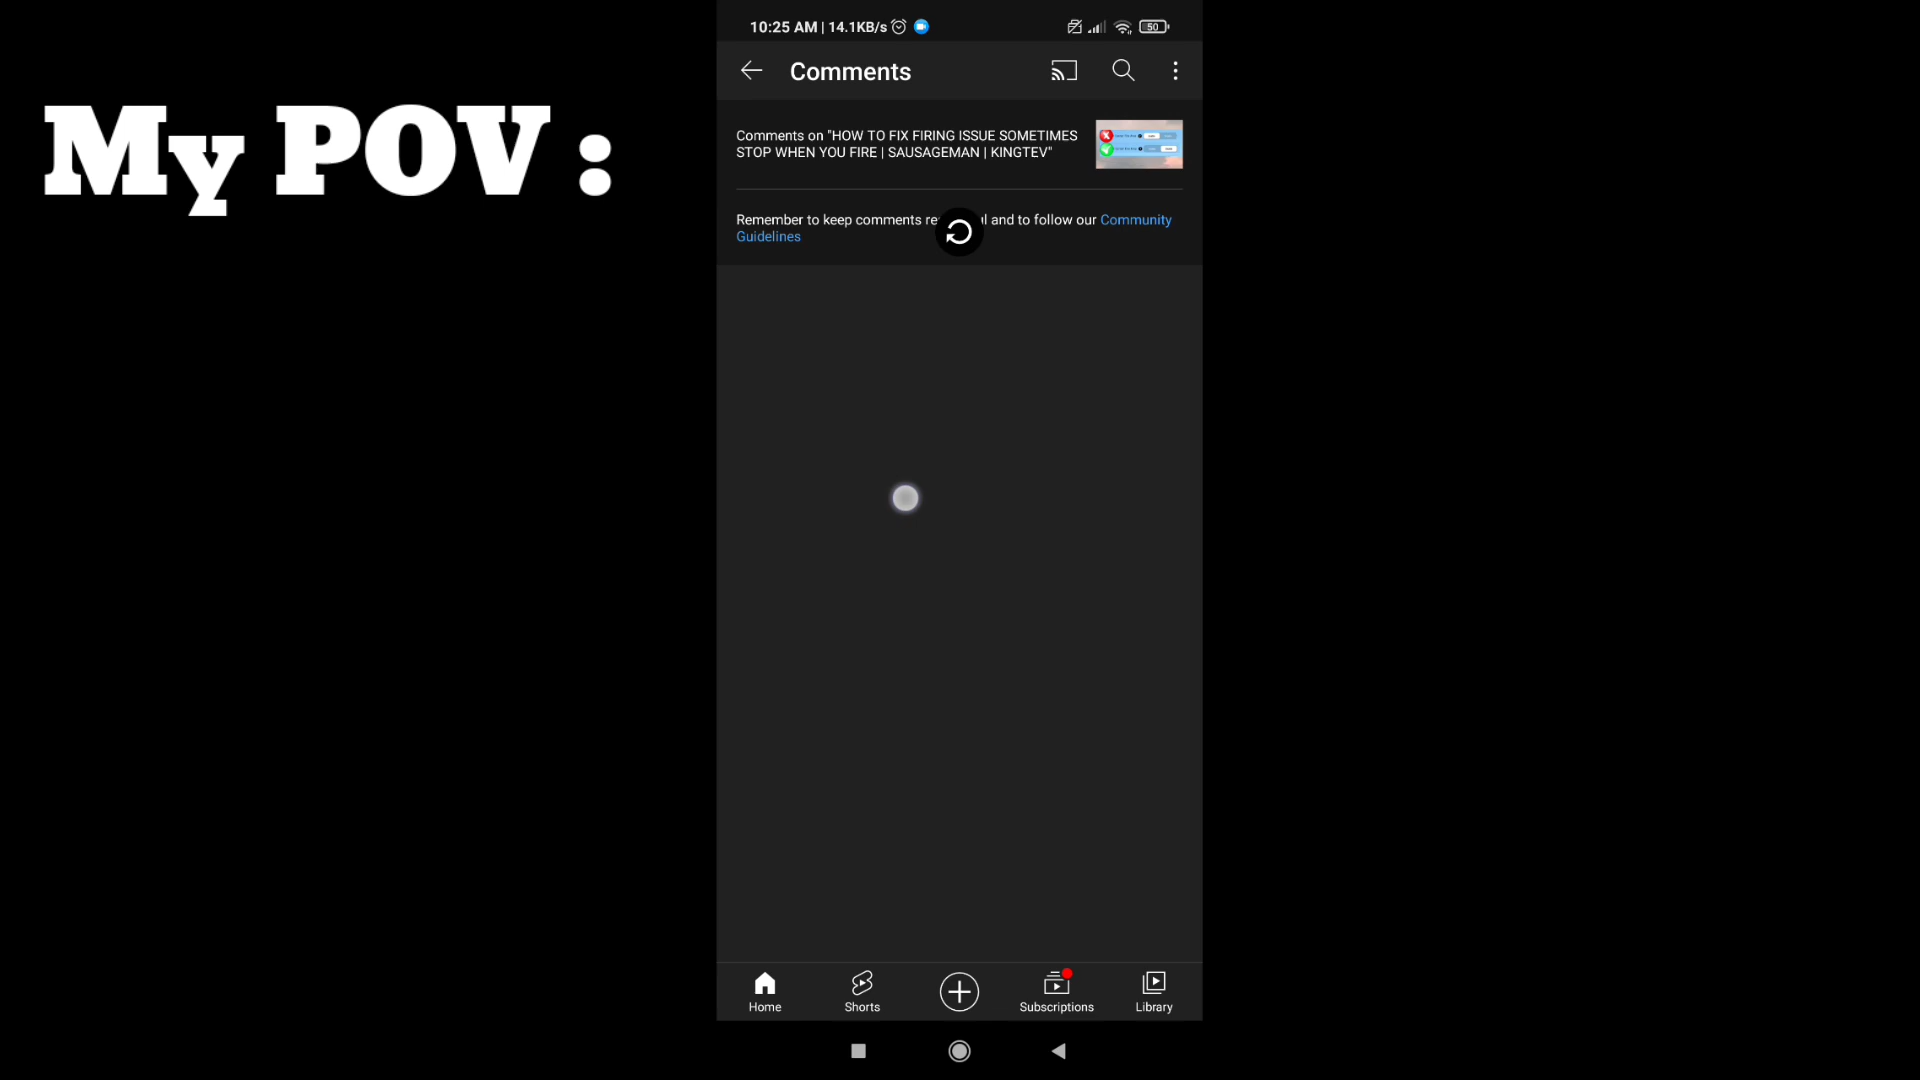 My POV :
10:25 AM | 14.1KB/s
50
Comments
Comments on "HOW TO FIX FIRING ISSUE SOMETIMES
STOP WHEN YOU FIRE | SAUSAGEMAN | KINGTEV"
Remember to keep comments and to follow our Community
Guidelines
Home
Shorts
Subscriptions
Library